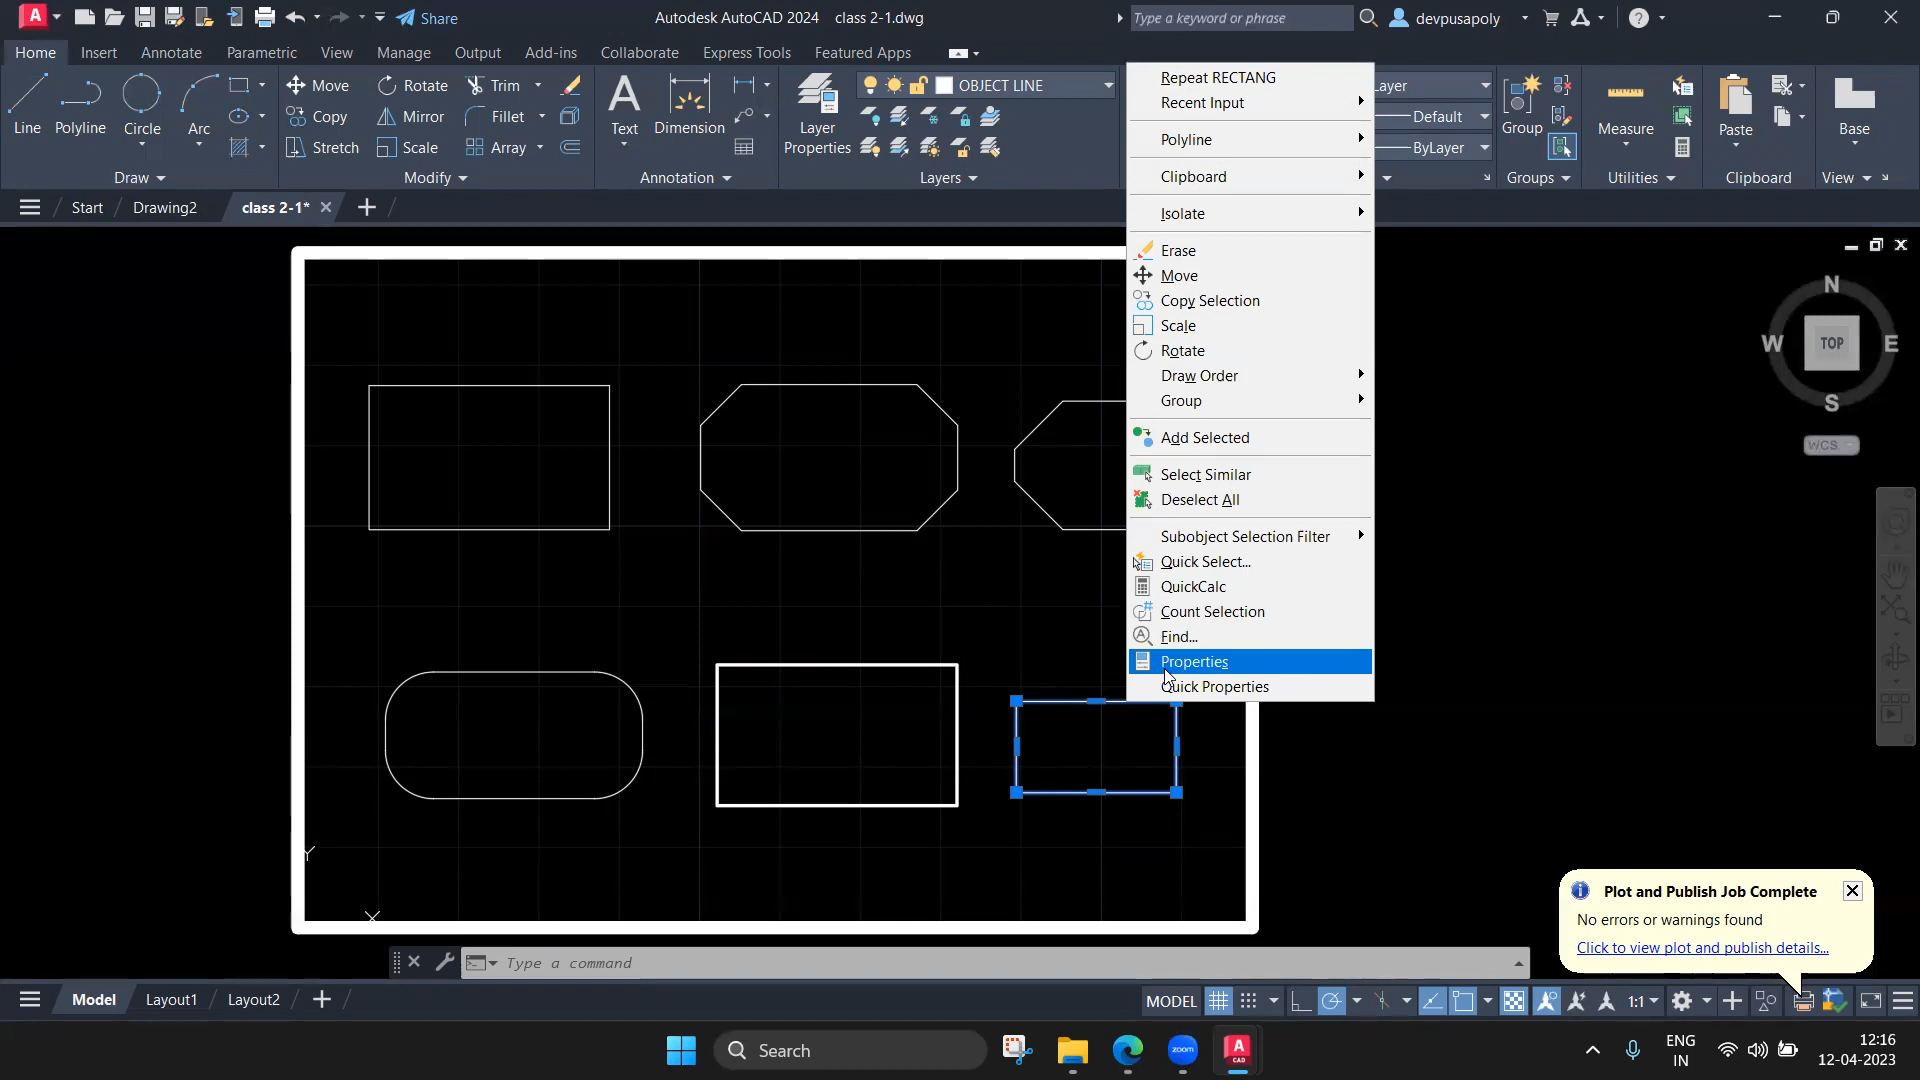 Share
Autodesk AutoCAD 2024 class 2-1.dwg
Type a keyword or phrase
devpusapoly
Home Insert Annotate Parametric View Manage Output Add-ins Collaborate Express Tools Featured Apps
Line Polyline Circle Arc
Move Rotate Trim
Copy Mirror Fillet
Stretch Scale Array
Text Dimension
Layer Properties
OBJECT LINE
Layer
Default
ByLayer
Group Measure Paste Base
Draw Modify Annotation Layers Groups Utilities Clipboard View
Start Drawing2 class 2-1*
Repeat RECTANG
Recent Input
Polyline
Clipboard
Isolate
Erase
Move
Copy Selection
Scale
Rotate
Draw Order
Group
Add Selected
Select Similar
Deselect All
Subobject Selection Filter
Quick Select...
QuickCalc
Count Selection
Find...
Properties
Quick Properties
N
W TOP E
S
WCS
Y
X
Plot and Publish Job Complete
No errors or warnings found
Click to view plot and publish details...
Type a command
Model Layout1 Layout2
MODEL
1:1
Search
zoom
A
CAD
ENG
IN
12:16
12-04-2023